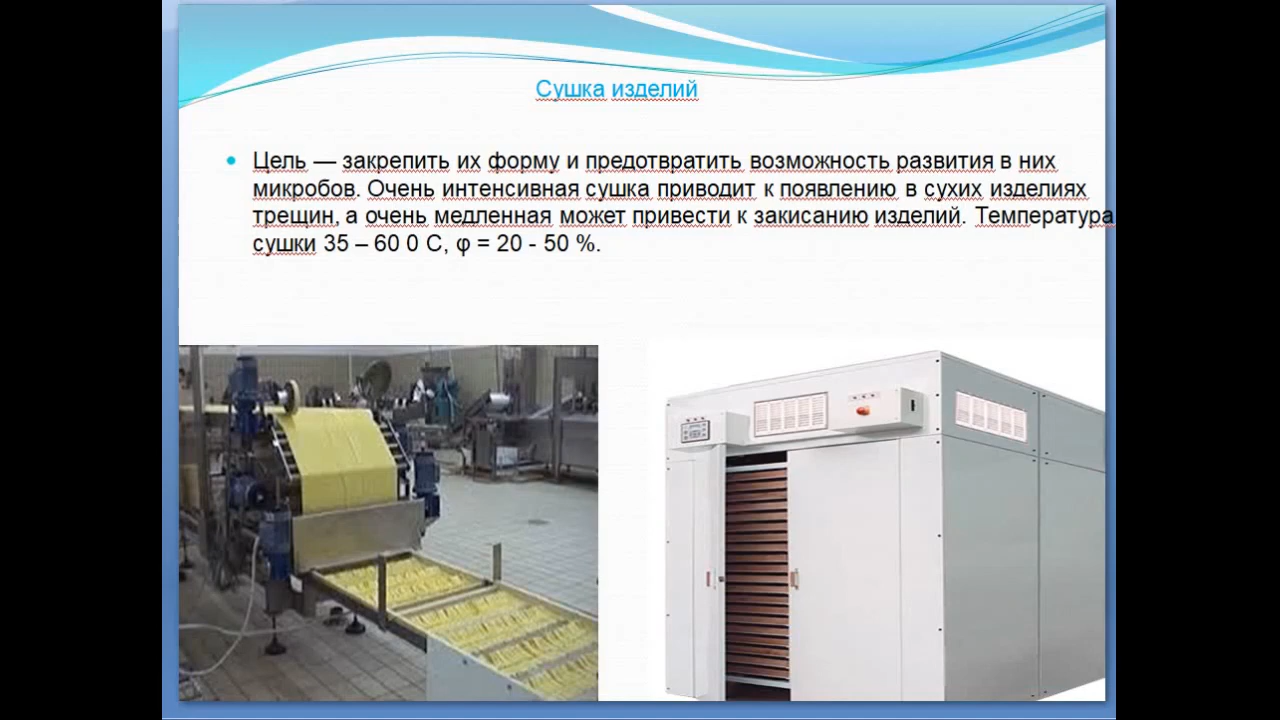 Сушка изделий
Цель — закрепить их форму и предотвратить возможность развития в них
микробов. Очень интенсивная сушка приводит к появлению в сухих изделиях
трещин, а очень медленная может привести к закисанию изделий. Температура
сушки 35 – 60 0 С, φ = 20 - 50 %.